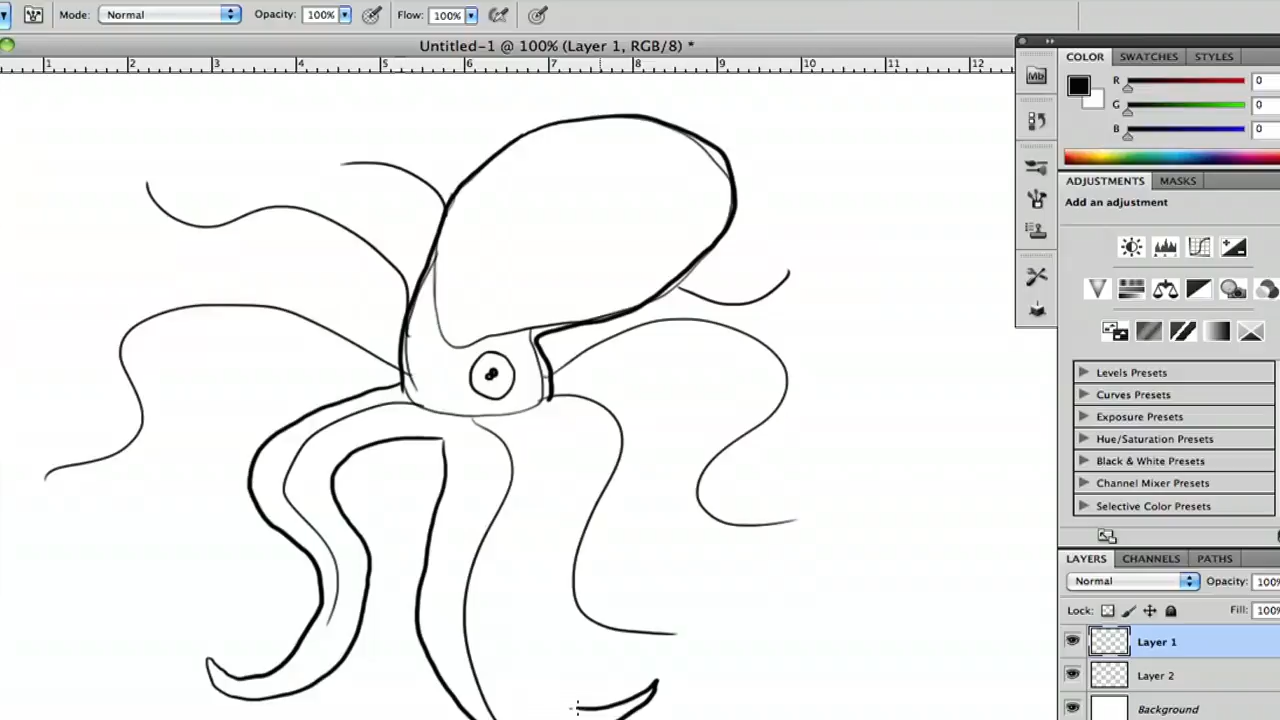 Mode: Normal Opacity: 100% Flow: 100%
Untitled-1 @ 100% (Layer 1, RGB/8) *
1 2 3 4 5 6 7 8 9 10 11 12
COLOR SWATCHES STYLES
Mb
R 0
G 0
B 0
ADJUSTMENTS MASKS
Add an adjustment
Levels Presets
Curves Presets
Exposure Presets
Hue/Saturation Presets
Black & White Presets
Channel Mixer Presets
Selective Color Presets
LAYERS CHANNELS PATHS
Normal Opacity: 100%
Lock: Fill: 100%
Layer 1
Layer 2
Background